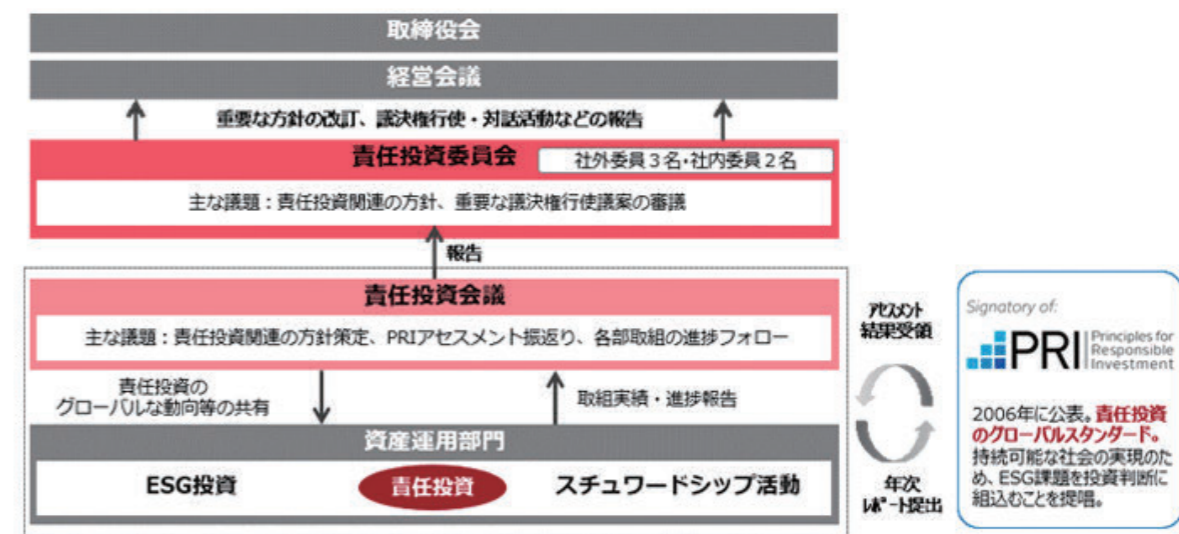 取締役会
経営会議
重要な方針の改訂、議決権行使・対話活動などの報告
責任投資委員会
社外委員3名・社内委員2名
主な議題：責任投資関連の方針、重要な議決権行使議案の審議
報告
責任投資会議
主な議題：責任投資関連の方針策定、PRIアセスメント振返り、各部取組の進捗フォロー
責任投資の
グローバルな動向等の共有
取組実績・進捗報告
資産運用部門
ESG投資
責任投資
スチュワードシップ活動
ｱｾｽﾒﾝﾄ
結果受領
年次
ﾚﾎﾟｰﾄ提出
Signatory of:
PRI
Principles for
Responsible
Investment
2006年に公表。責任投資
のグローバルスタンダード。
持続可能な社会の実現のた
め、ESG課題を投資判断に
組込むことを提唱。